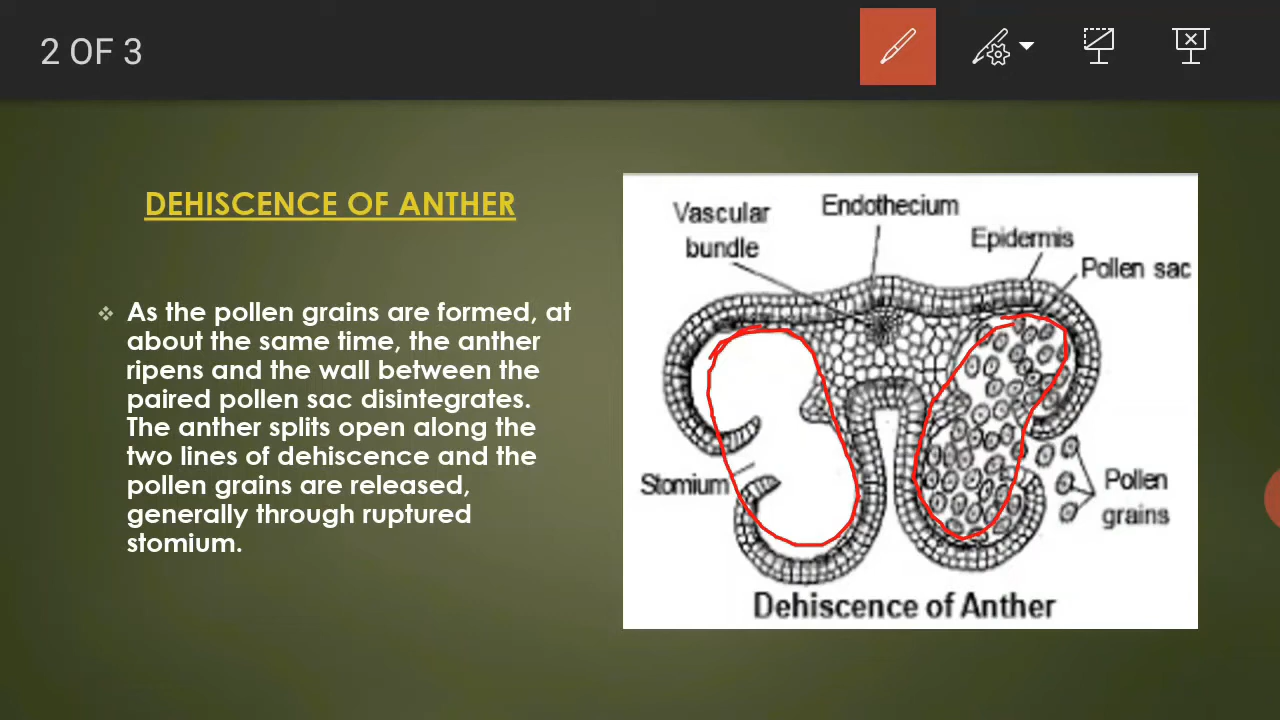 2 OF 3
DEHISCENCE OF ANTHER
As the pollen grains are formed, at
about the same time, the anther
ripens and the wall between the
paired pollen sac disintegrates.
The anther splits open along the
two lines of dehiscence and the
pollen grains are released,
generally through ruptured
stomium.
Vascular
bundle
Endothecium
Epidermis
Pollen sac
Stomium
Pollen
grains
Dehiscence of Anther